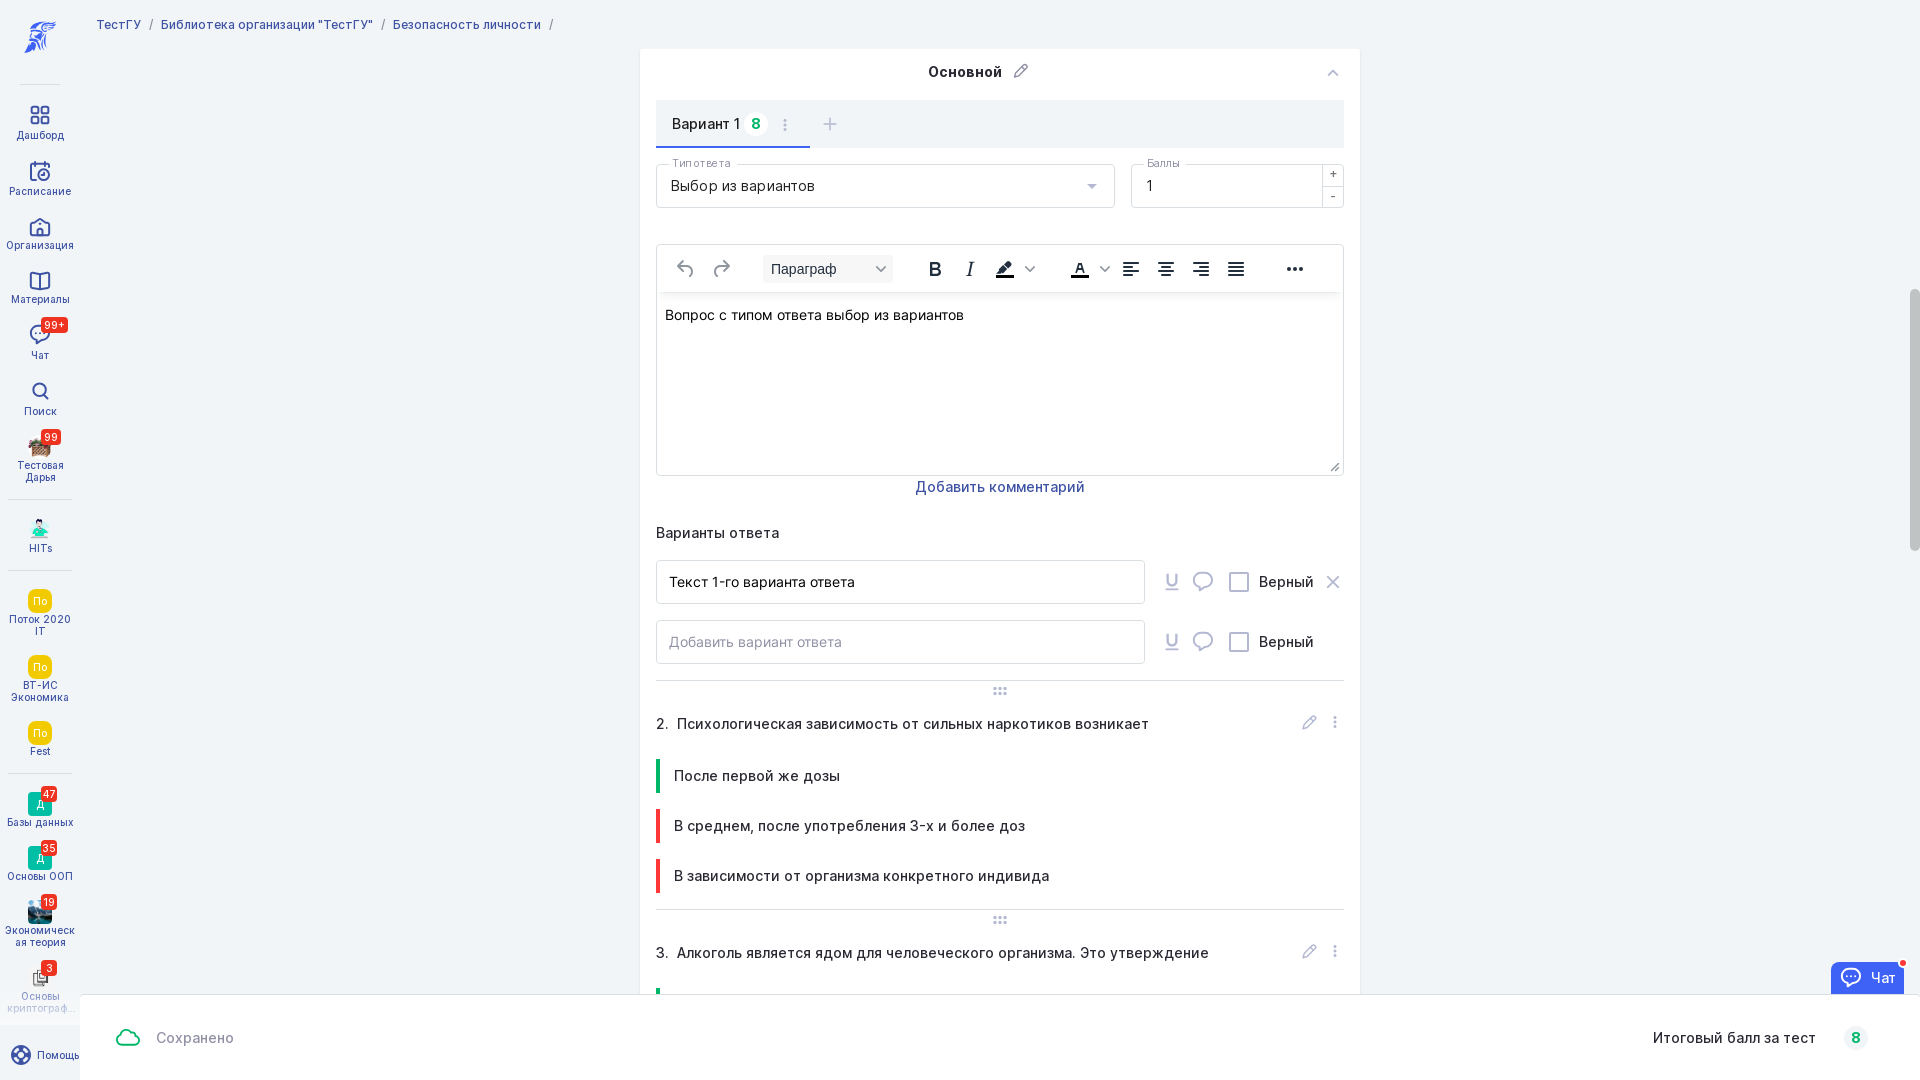 ТестГУ / Библиотека организации "ТестГУ" / Безопасность личности /
Дашборд
Расписание
Организация
Материалы
99+
Чат
Поиск
99
Тестовая
Дарья
HITs
По
Поток 2020
IT
По
ВТ-ИС
Экономика
По
Fest
47
Д
Базы данных
35
Д
Основы ООП
19
Экономическ
ая теория
3
Основы
криптограф...
Помощь
Основной
Вариант 1 8
Тип ответа
Выбор из вариантов
Баллы
1
+
-
Параграф B I A
Вопрос с типом ответа выбор из вариантов
Добавить комментарий
Варианты ответа
Текст 1-го варианта ответа Верный
Добавить вариант ответа Верный
2. Психологическая зависимость от сильных наркотиков возникает
После первой же дозы
В среднем, после употребления 3-х и более доз
В зависимости от организма конкретного индивида
3. Алкоголь является ядом для человеческого организма. Это утверждение
Чат
Сохранено
Итоговый балл за тест 8